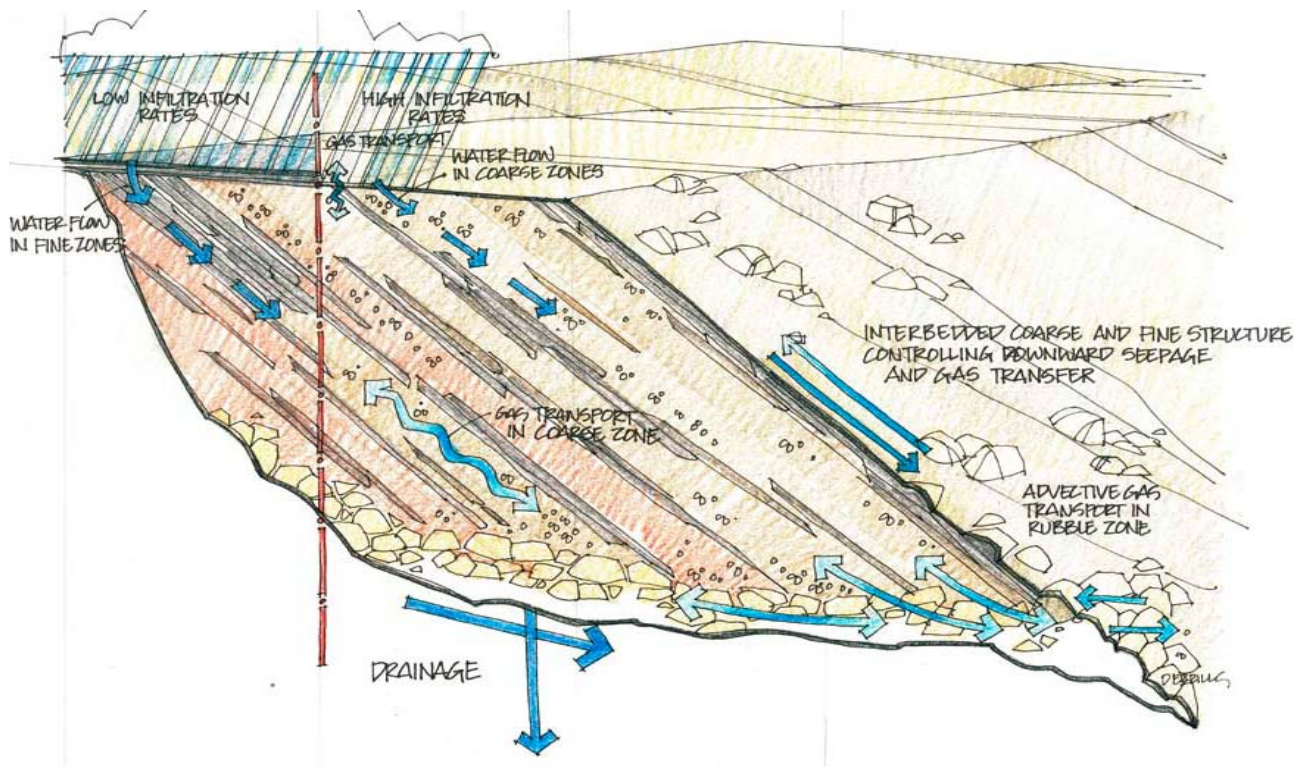 LOW INFILTRATION
RATES
HIGH INFILTRATION
RATES
GAS TRANSPORT
WATER FLOW
IN COARSE ZONES
WATER FLOW
IN FINE ZONES
INTERBEDDED COARSE AND FINE STRUCTURE
CONTROLLING DOWNWARD SEEPAGE
AND GAS TRANSFER
GAS TRANSPORT
IN COARSE ZONE
ADVECTIVE GAS
TRANSPORT IN
RUBBLE ZONE
DRAINAGE